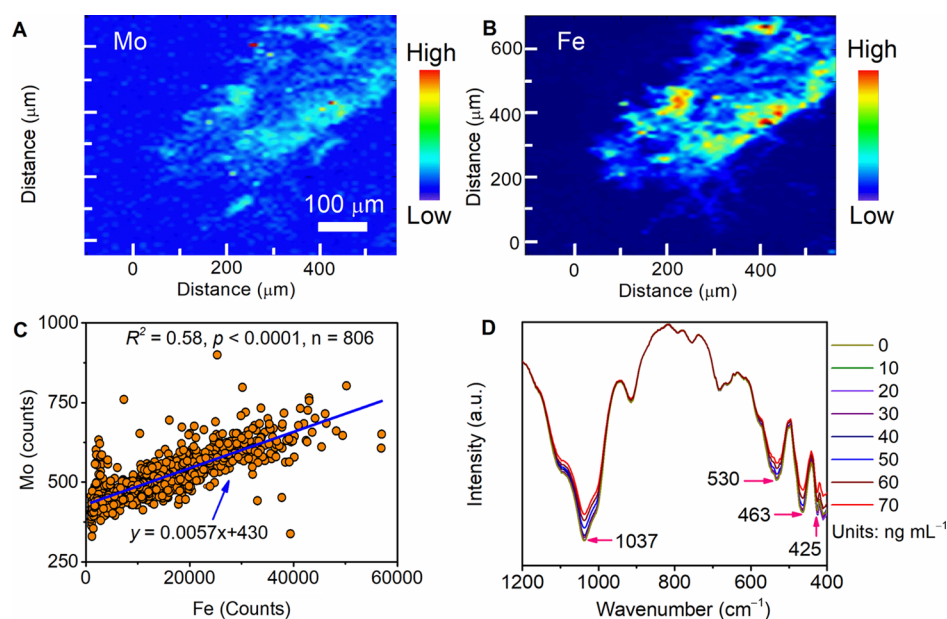 A
Mo
High
Low
100 μm
Distance (μm)
0
200
400
Distance (μm)
B
Fe
High
Low
600
400
200
0
Distance (μm)
0
200
400
Distance (μm)
C
R² = 0.58, p < 0.0001, n = 806
y = 0.0057x+430
1000
750
500
250
Mo (counts)
0
20000
40000
60000
Fe (Counts)
D
Intensity (a.u.)
1037
530
463
425
1200
1000
800
600
400
Wavenumber (cm⁻¹)
0
10
20
30
40
50
60
70
Units: ng mL⁻¹